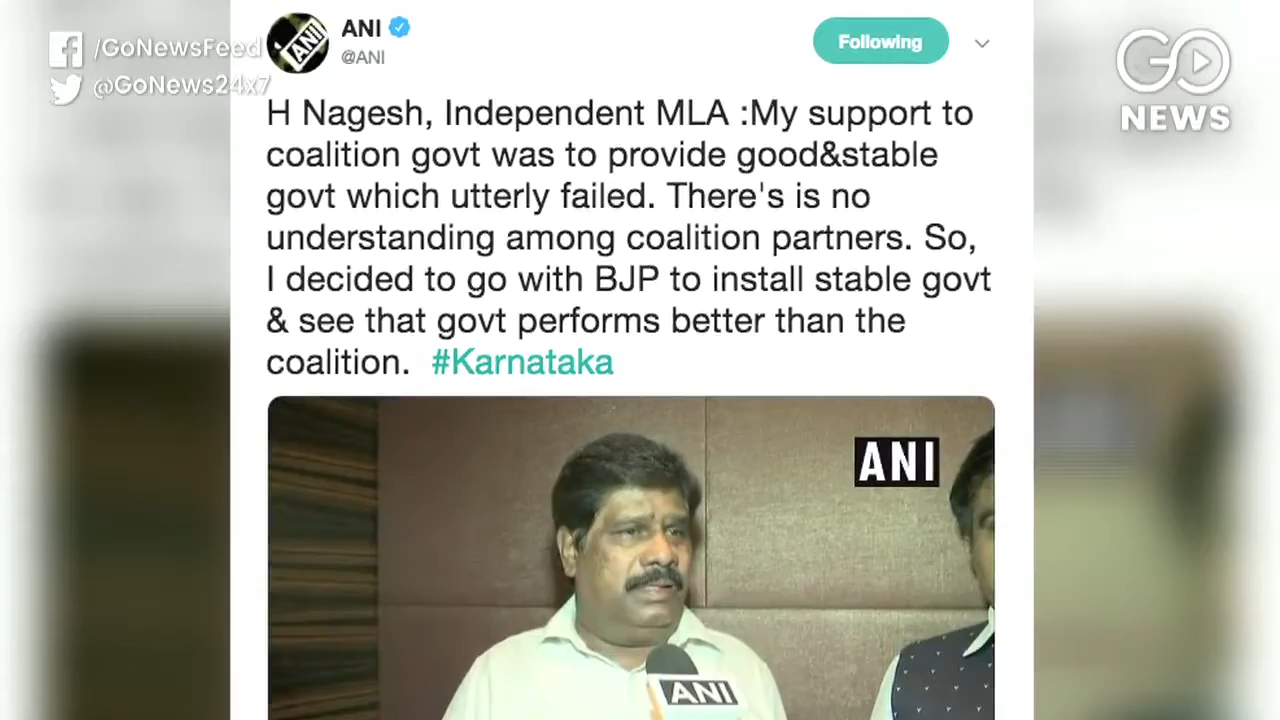 /GoNewsFeed
@GoNews24x7
ANI
ANI
@ANI
Following
GO
NEWS
H Nagesh, Independent MLA :My support to
coalition govt was to provide good&stable
govt which utterly failed. There's is no
understanding among coalition partners. So,
I decided to go with BJP to install stable govt
& see that govt performs better than the
coalition. #Karnataka
ANI
ANI